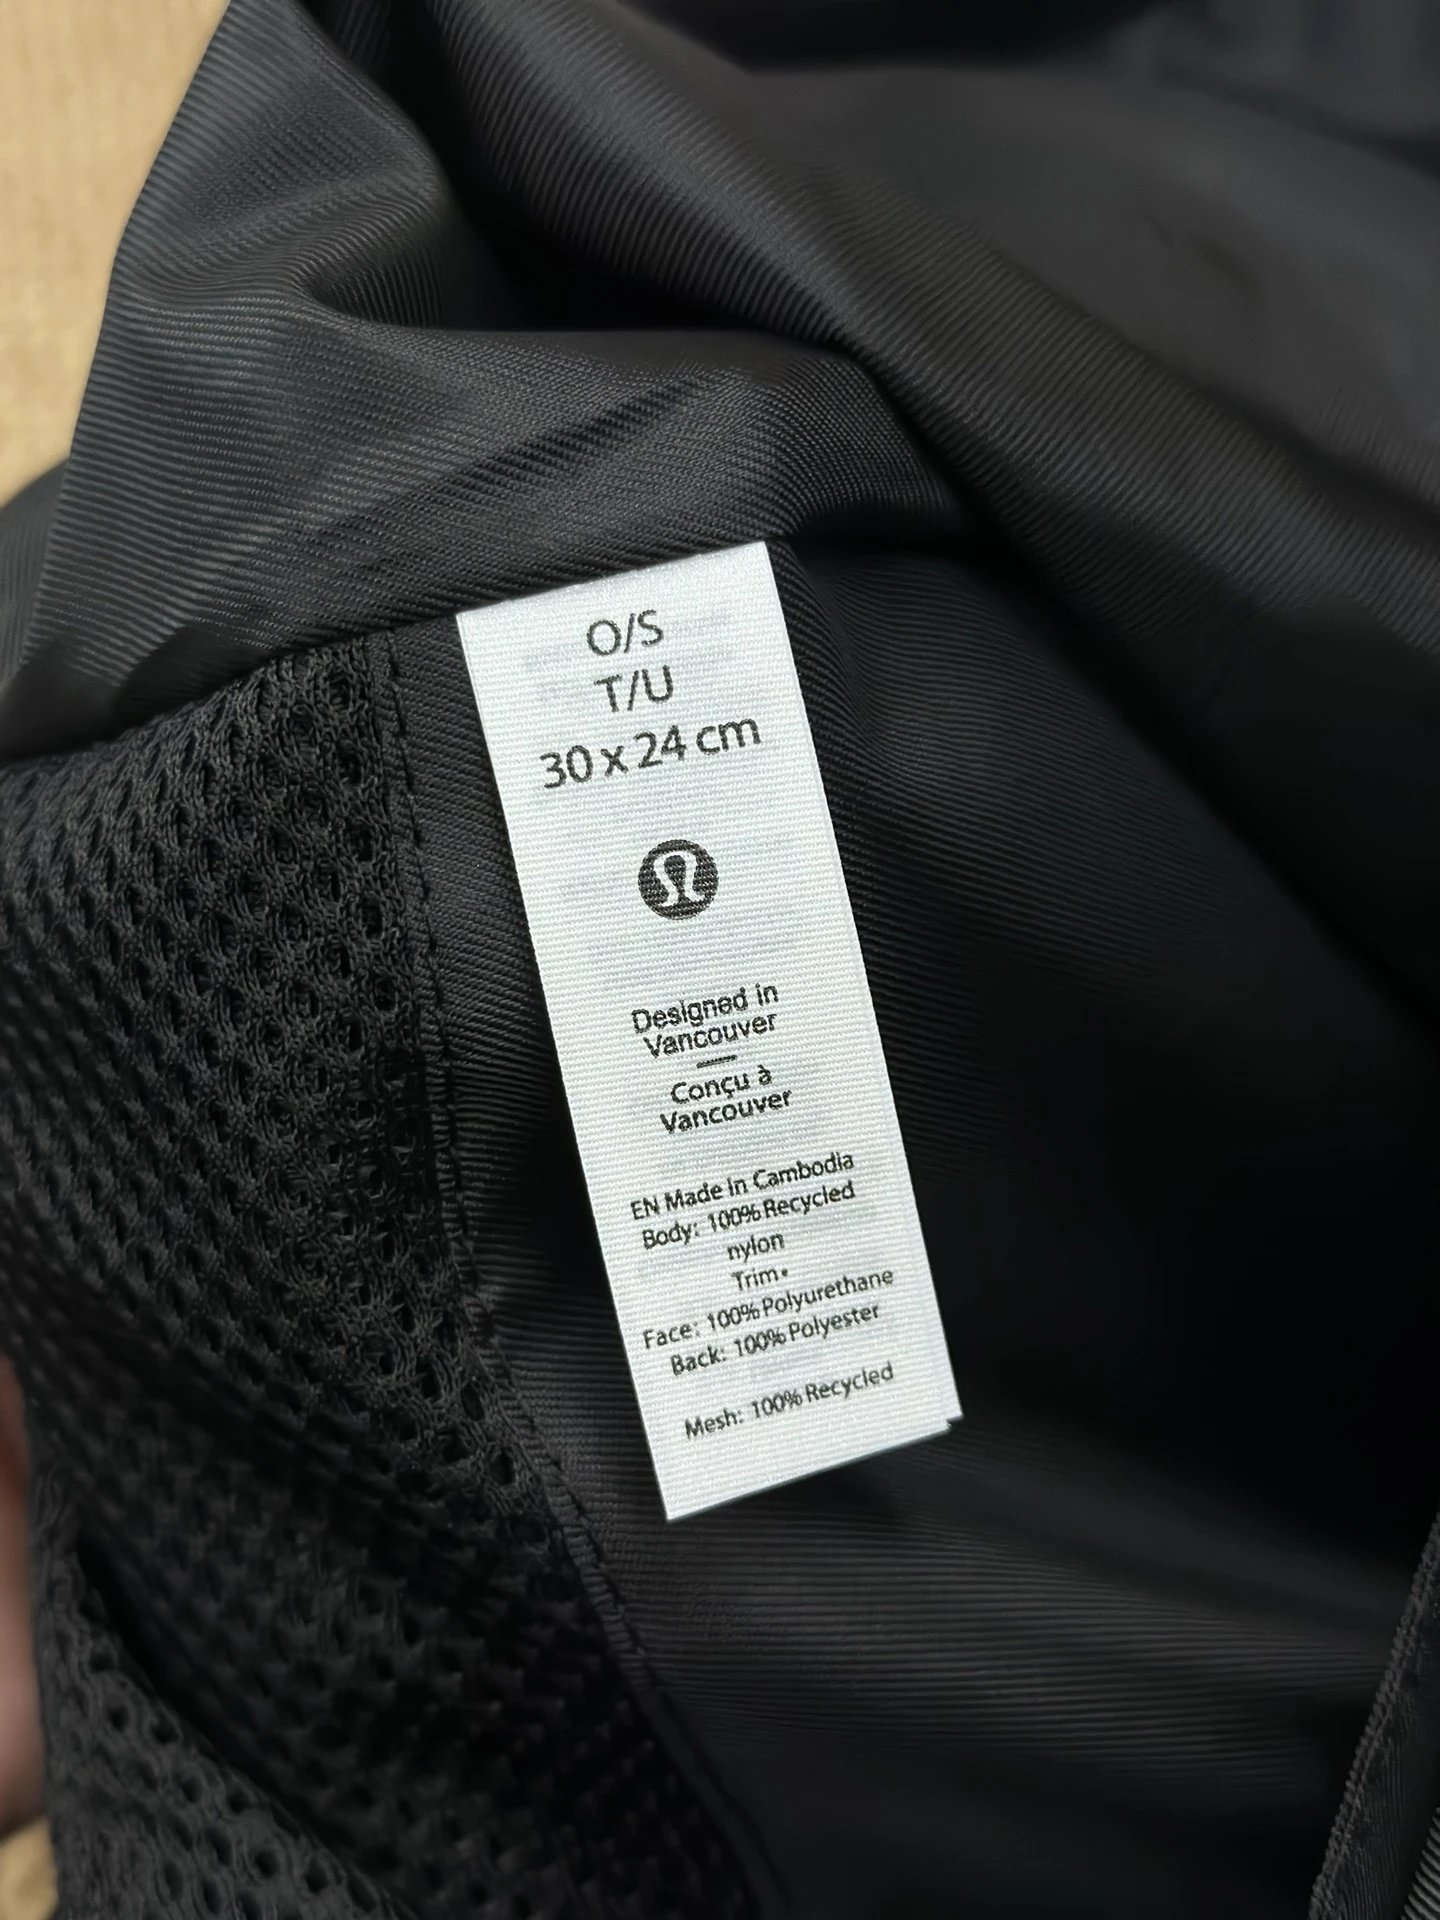 O/S
T/U
30 x 24 cm
Designed in
Vancouver
Conçu à
Vancouver
EN Made in Cambodia
Body: 100% Recycled
nylon
Trim•
Face: 100% Polyurethane
Back: 100% Polyester
Mesh: 100% Recycled